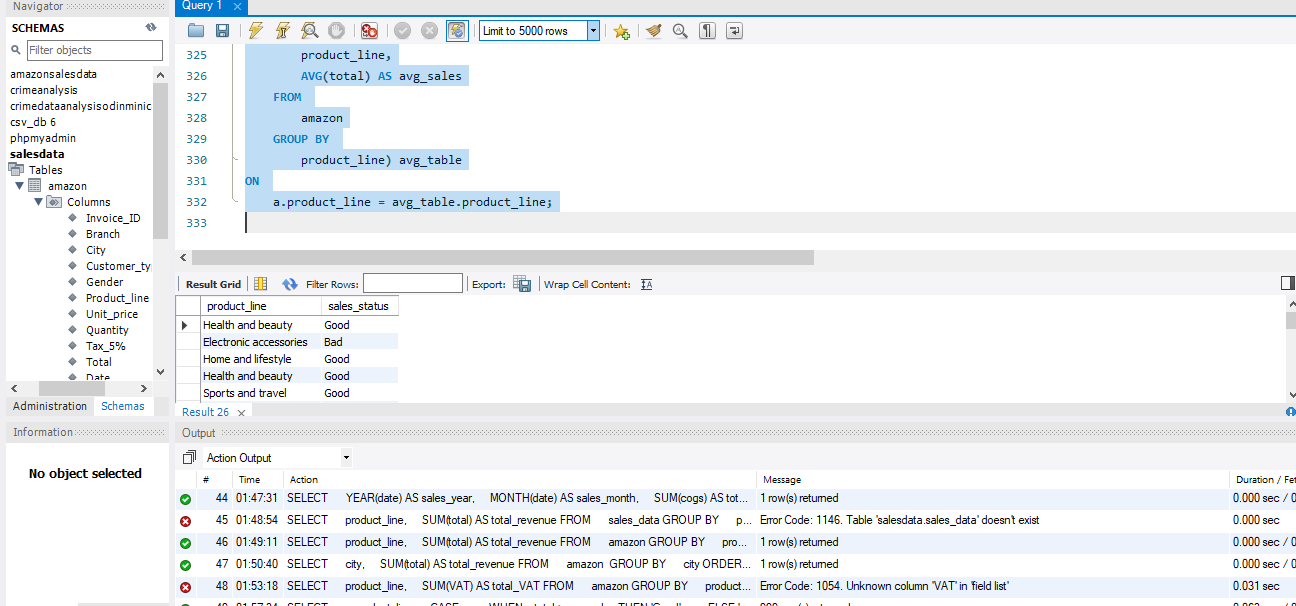 Navigator
SCHEMAS
Filter objects
amazonsalesdata
crimeanalysis
crimedataanalysisodinminic
csv_db 6
phpmyadmin
salesdata
Tables
amazon
Columns
Invoice_ID
Branch
City
Customer_ty
Gender
Product_line
Unit_price
Quantity
Tax_5%
Total
Date
Administration Schemas
Information
No object selected
Query 1
Limit to 5000 rows
325 product_line,
326 AVG(total) AS avg_sales
327 FROM
328 amazon
329 GROUP BY
330 product_line) avg_table
331 ON
332 a.product_line = avg_table.product_line;
333
Result Grid Filter Rows: Export: Wrap Cell Content:
product_line sales_status
Health and beauty Good
Electronic accessories Bad
Home and lifestyle Good
Health and beauty Good
Sports and travel Good
Result 26
Output
Action Output
# Time Action Message Duration / Fet
44 01:47:31 SELECT YEAR(date) AS sales_year, MONTH(date) AS sales_month, SUM(cogs) AS tot... 1 row(s) returned 0.000 sec / 0
45 01:48:54 SELECT product_line, SUM(total) AS total_revenue FROM sales_data GROUP BY p... Error Code: 1146. Table 'salesdata.sales_data' doesn't exist 0.000 sec
46 01:49:11 SELECT product_line, SUM(total) AS total_revenue FROM amazon GROUP BY pro... 1 row(s) returned 0.000 sec / 0
47 01:50:40 SELECT city, SUM(total) AS total_revenue FROM amazon GROUP BY city ORDER... 1 row(s) returned 0.000 sec / 0
48 01:53:18 SELECT product_line, SUM(VAT) AS total_VAT FROM amazon GROUP BY product... Error Code: 1054. Unknown column 'VAT' in 'field list' 0.031 sec